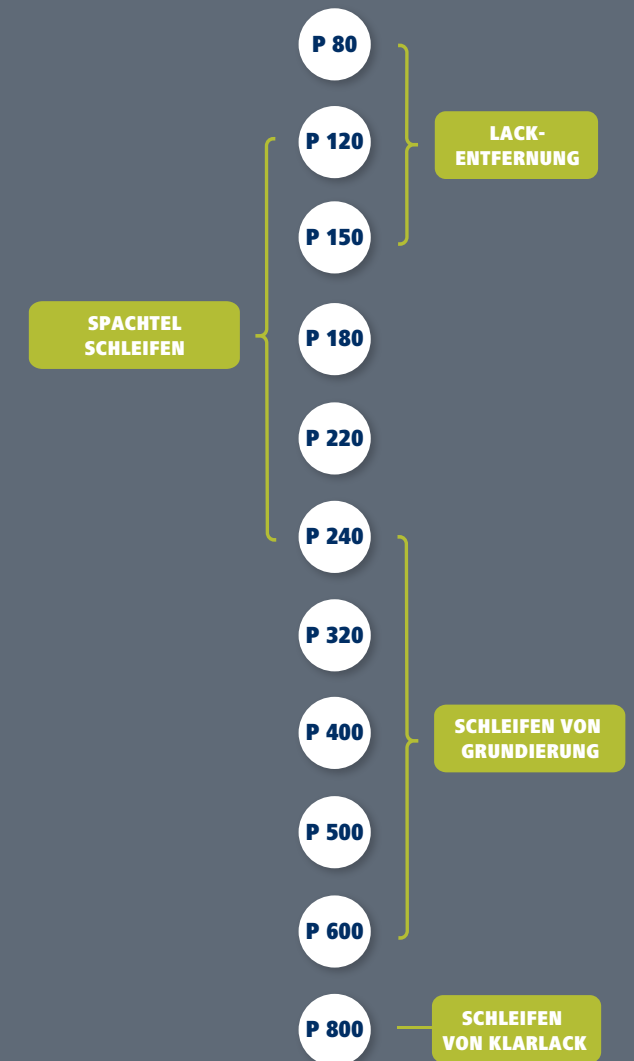 P 80
P 120
LACK-
ENTFERNUNG
P 150
SPACHTEL
SCHLEIFEN
P 180
P 220
P 240
P 320
P 400
SCHLEIFEN VON
GRUNDIERUNG
P 500
P 600
P 800
SCHLEIFEN
VON KLARLACK